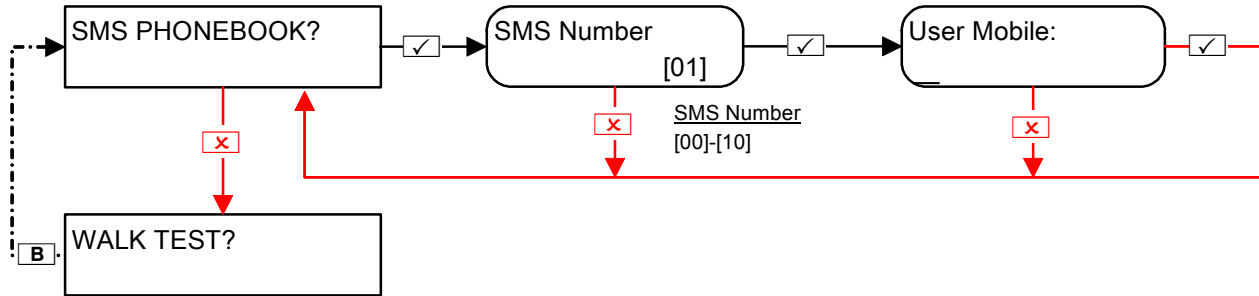 SMS PHONEBOOK?
✓
SMS Number
[01]
✓
User Mobile:
✓
x
x
SMS Number
[00]-[10]
x
WALK TEST?
B